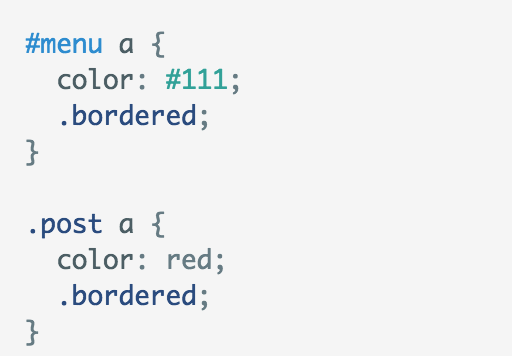 #menu a {
  color: #111;
  .bordered;
}

.post a {
  color: red;
  .bordered;
}